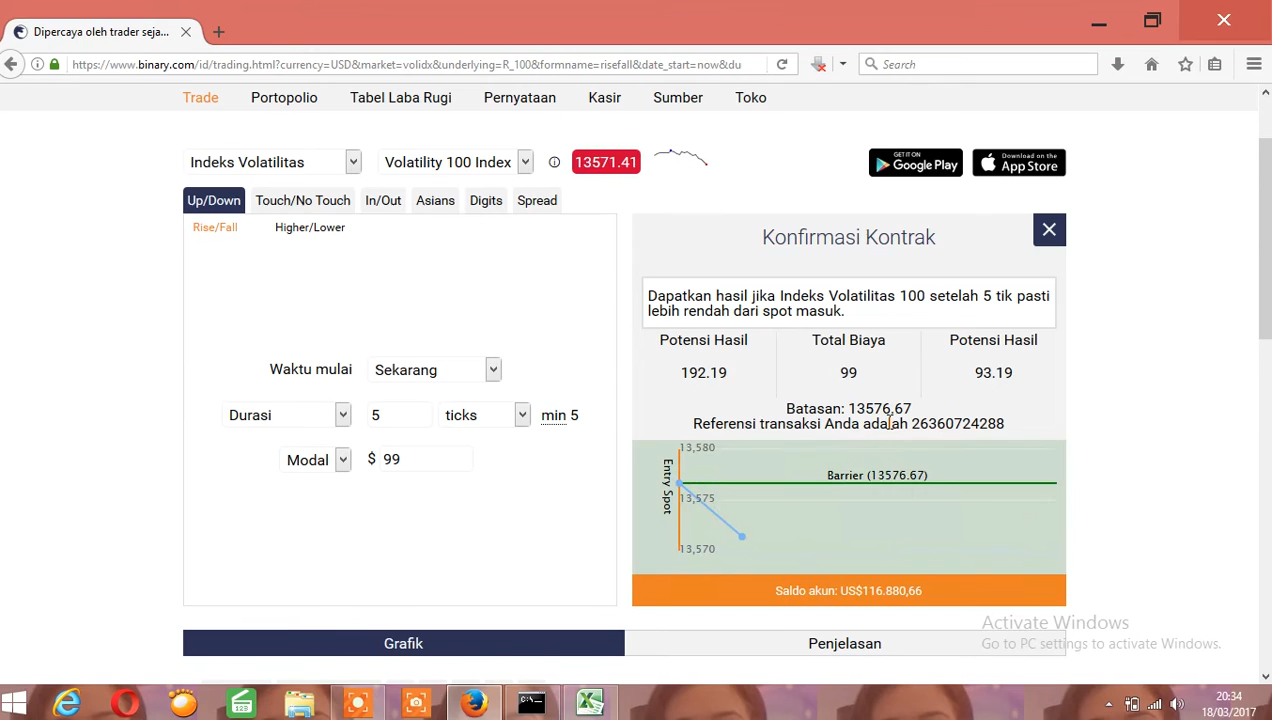 Dipercaya oleh trader seja...
https://www.binary.com/id/trading.html?currency=USD&market=volidx&underlying=R_100&formname=risefall&date_start=now&du
Search
Trade
Portopolio
Tabel Laba Rugi
Pernyataan
Kasir
Sumber
Toko
Indeks Volatilitas
Volatility 100 Index
13571.41
GET IT ON
Google Play
Download on the
App Store
Up/Down
Touch/No Touch
In/Out
Asians
Digits
Spread
Rise/Fall
Higher/Lower
Waktu mulai
Sekarang
Durasi
5
ticks
min 5
Modal
$ 99
Konfirmasi Kontrak
Dapatkan hasil jika Indeks Volatilitas 100 setelah 5 tik pasti
lebih rendah dari spot masuk.
Potensi Hasil
Total Biaya
Potensi Hasil
192.19
99
93.19
Batasan: 13576.67
Referensi transaksi Anda adalah 26360724288
13,580
Barrier (13576.67)
Entry Spot
13,575
13,570
Saldo akun: US$116.880,66
Activate Windows
Go to PC settings to activate Windows.
Grafik
Penjelasan
123
C:\_
20:34
18/03/2017